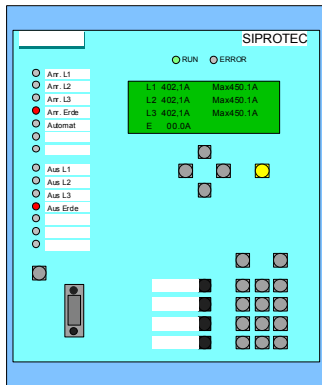 SIPROTEC
RUN ERROR
Anr. L1
Anr. L2
Anr. L3
Anr. Erde
Automat
L1 402,1A Max450.1A
L2 402,1A Max450.1A
L3 402,1A Max450.1A
E 00.0A
Aus L1
Aus L2
Aus L3
Aus Erde